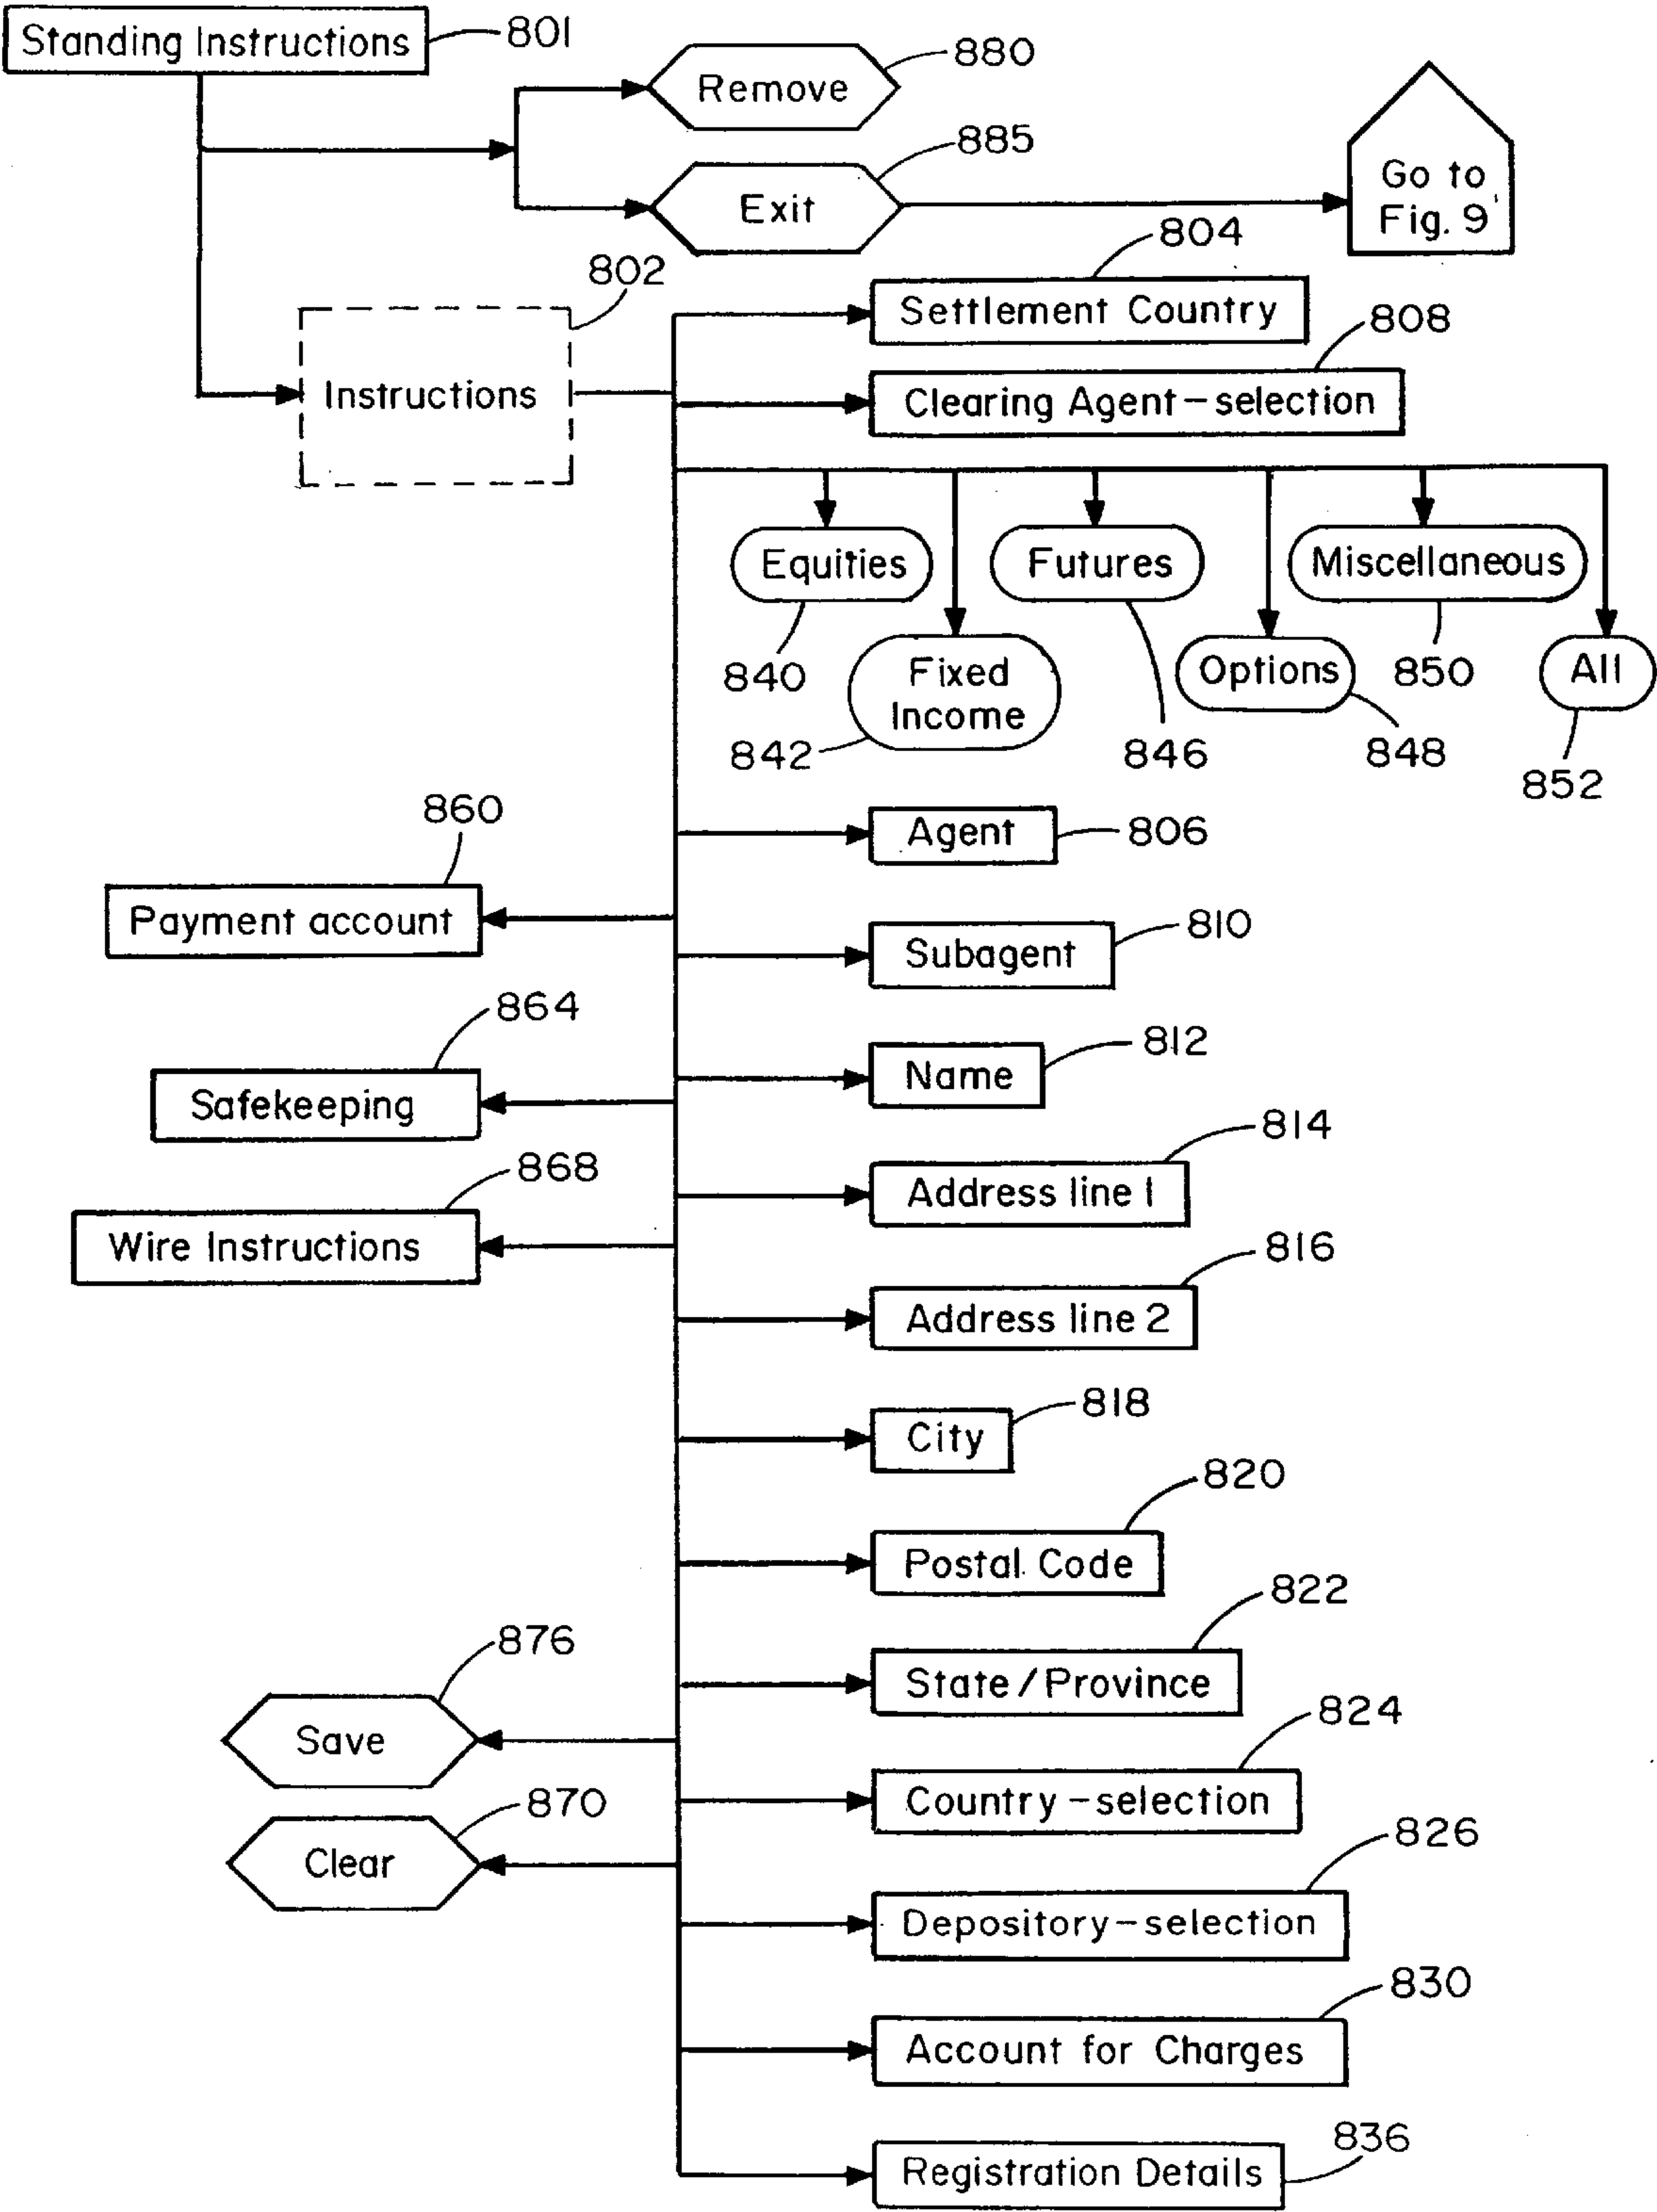 Standing Instructions
801
Remove
880
Exit
885
Go to
Fig. 9
Instructions
802
Settlement Country
804
Clearing Agent-selection
808
Equities
840
Fixed
Income
842
Futures
846
Options
848
Miscellaneous
850
All
852
Agent
806
Payment account
860
Subagent
810
Safekeeping
864
Name
812
Address line 1
814
Wire Instructions
868
Address line 2
816
City
818
Postal Code
820
State/Province
822
Save
876
Country-selection
824
Clear
870
Depository-selection
826
Account for Charges
830
Registration Details
836